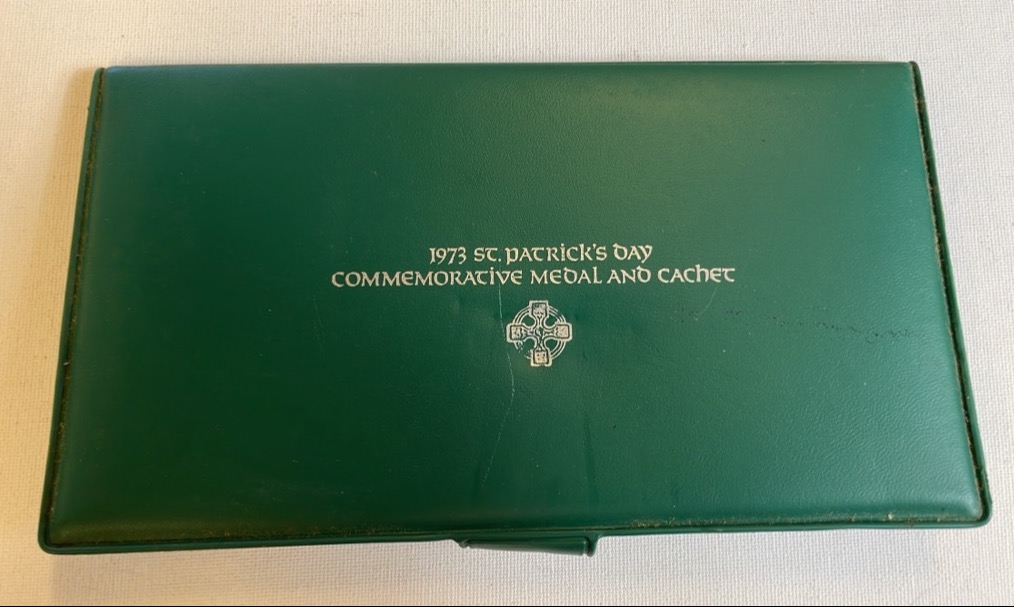 1973 St. Patrick's Day
Commemorative Medal and Cachet